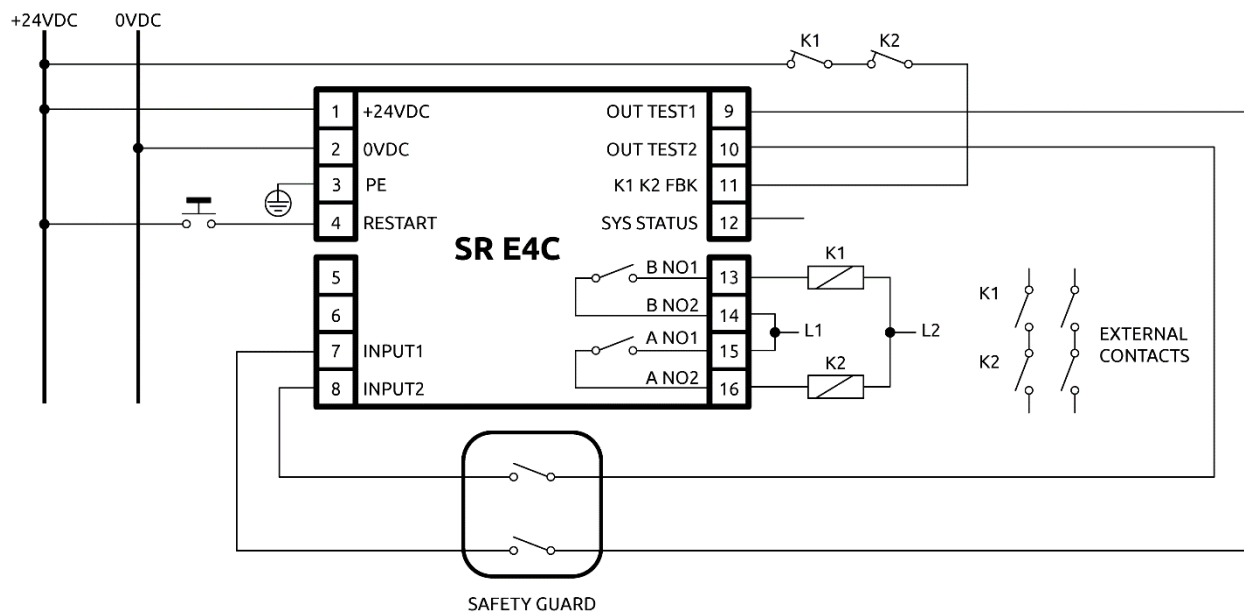 +24VDC 0VDC
K1 K2
1 +24VDC OUT TEST1 9
2 0VDC OUT TEST2 10
3 PE K1 K2 FBK 11
4 RESTART SYS STATUS 12
SR E4C
5 B NO1 13 K1
6 B NO2 14
L1 L2
7 INPUT1 A NO1 15
8 INPUT2 A NO2 16 K2
K1
K2
EXTERNAL
CONTACTS
SAFETY GUARD